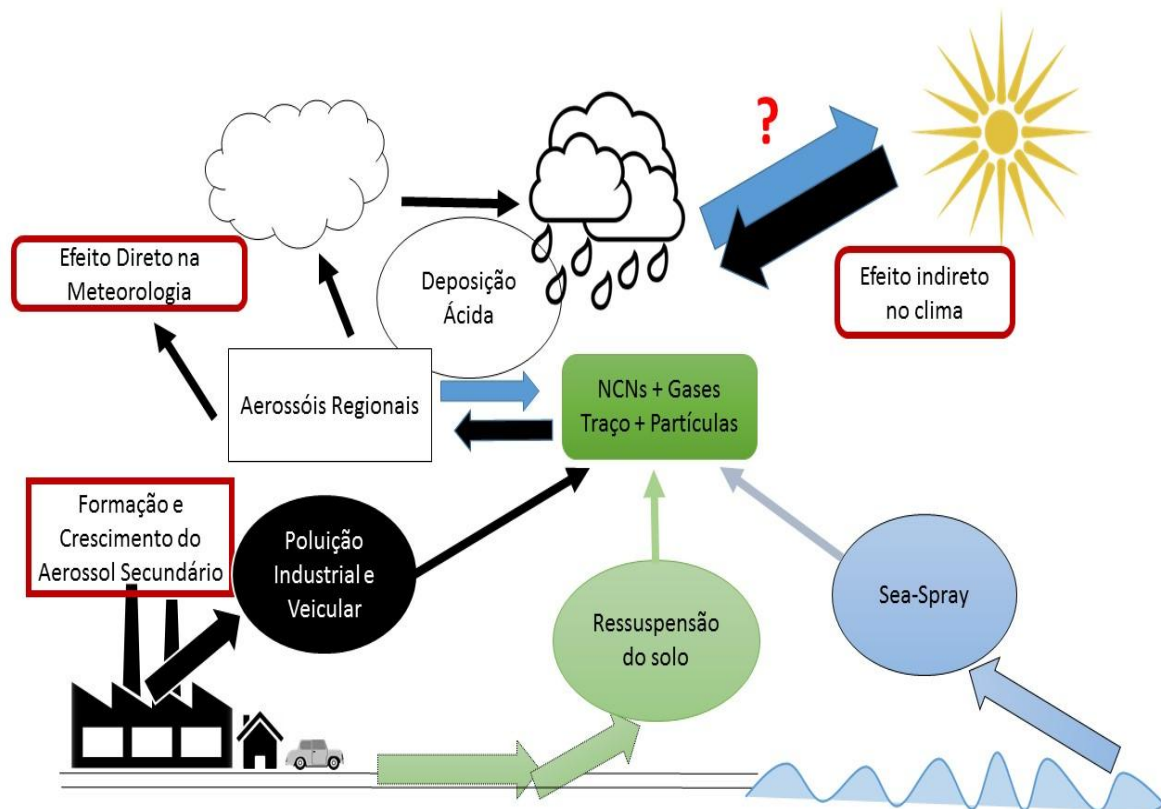 ?
Efeito Direto na
Meteorologia
Deposição
Ácida
Efeito indireto
no clima
Aerossóis Regionais
NCNs + Gases
Traço + Partículas
Formação e
Crescimento do
Aerossol Secundário
Poluição
Industrial e
Veicular
Ressuspensão
do solo
Sea-Spray